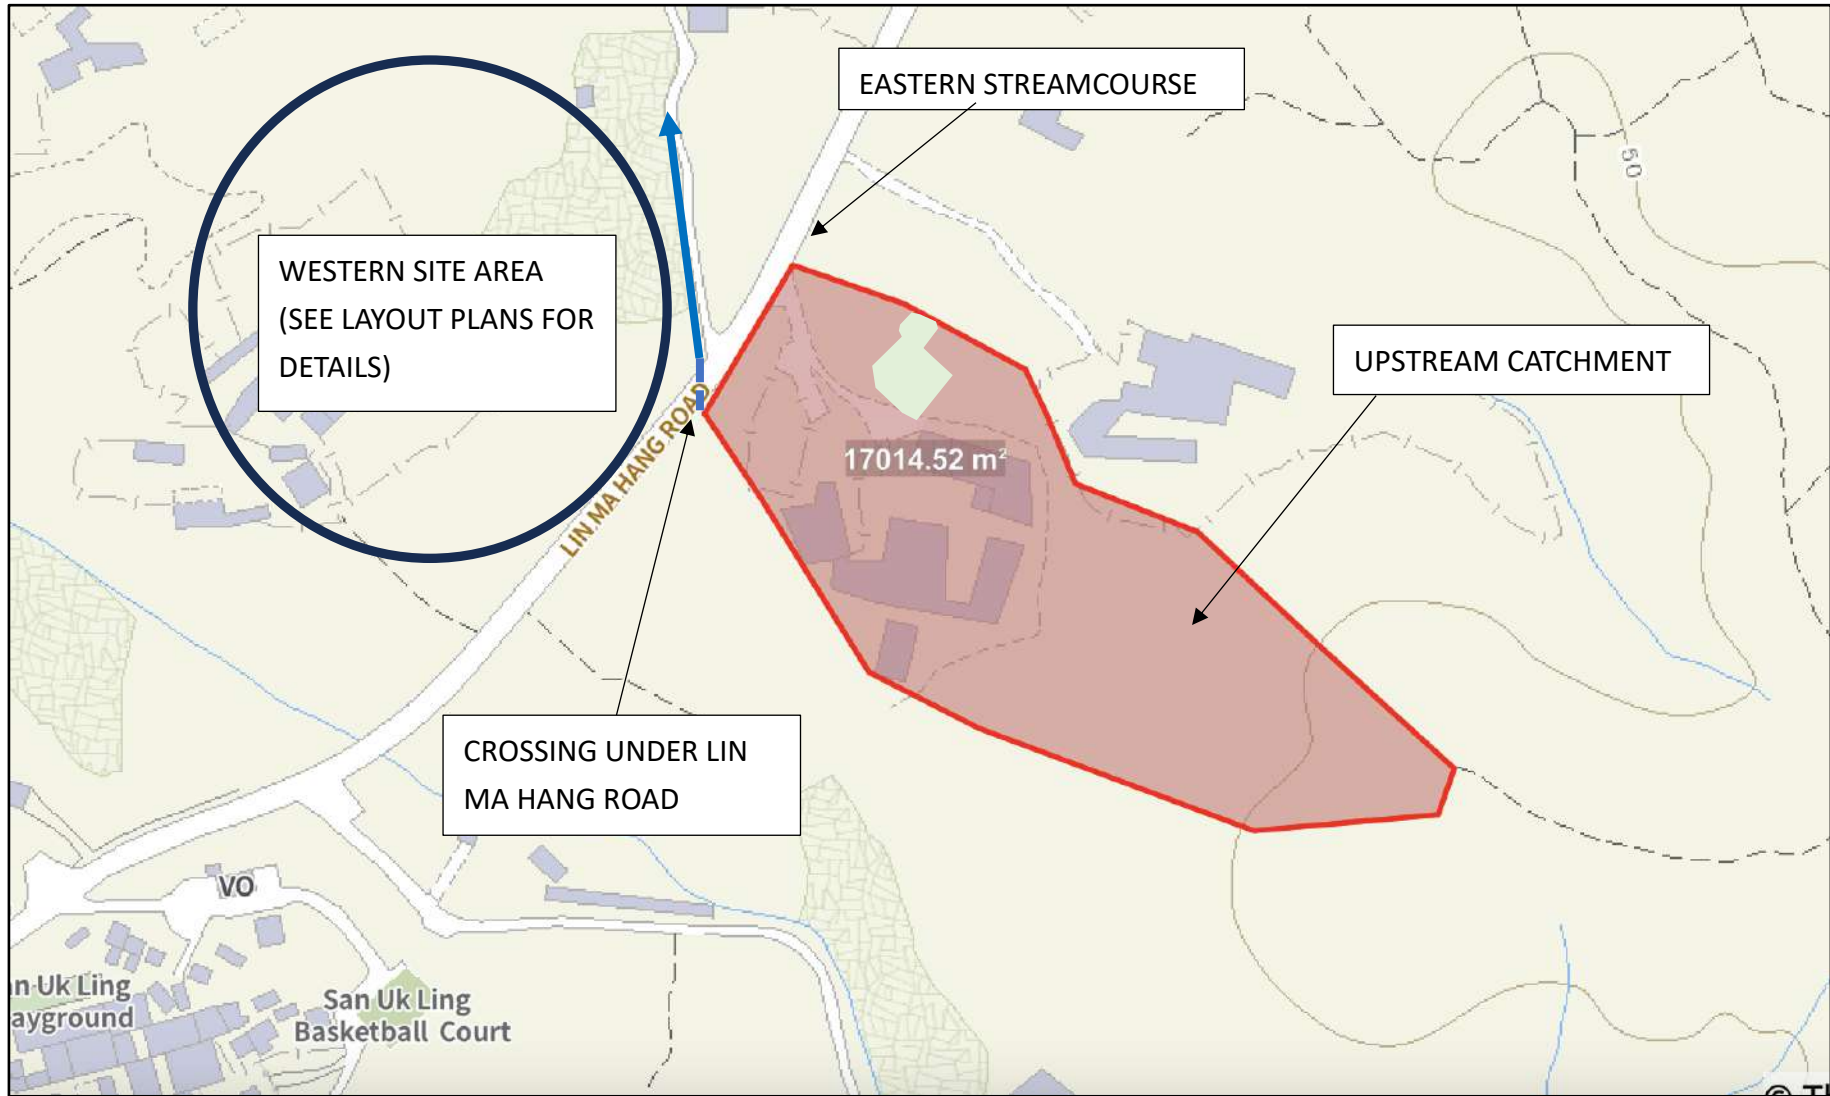 EASTERN STREAMCOURSE
50
WESTERN SITE AREA
(SEE LAYOUT PLANS FOR
DETAILS)
UPSTREAM CATCHMENT
LIN MA HANG ROAD
17014.52 m²
CROSSING UNDER LIN
MA HANG ROAD
VO
n Uk Ling
ayground
San Uk Ling
Basketball Court
©